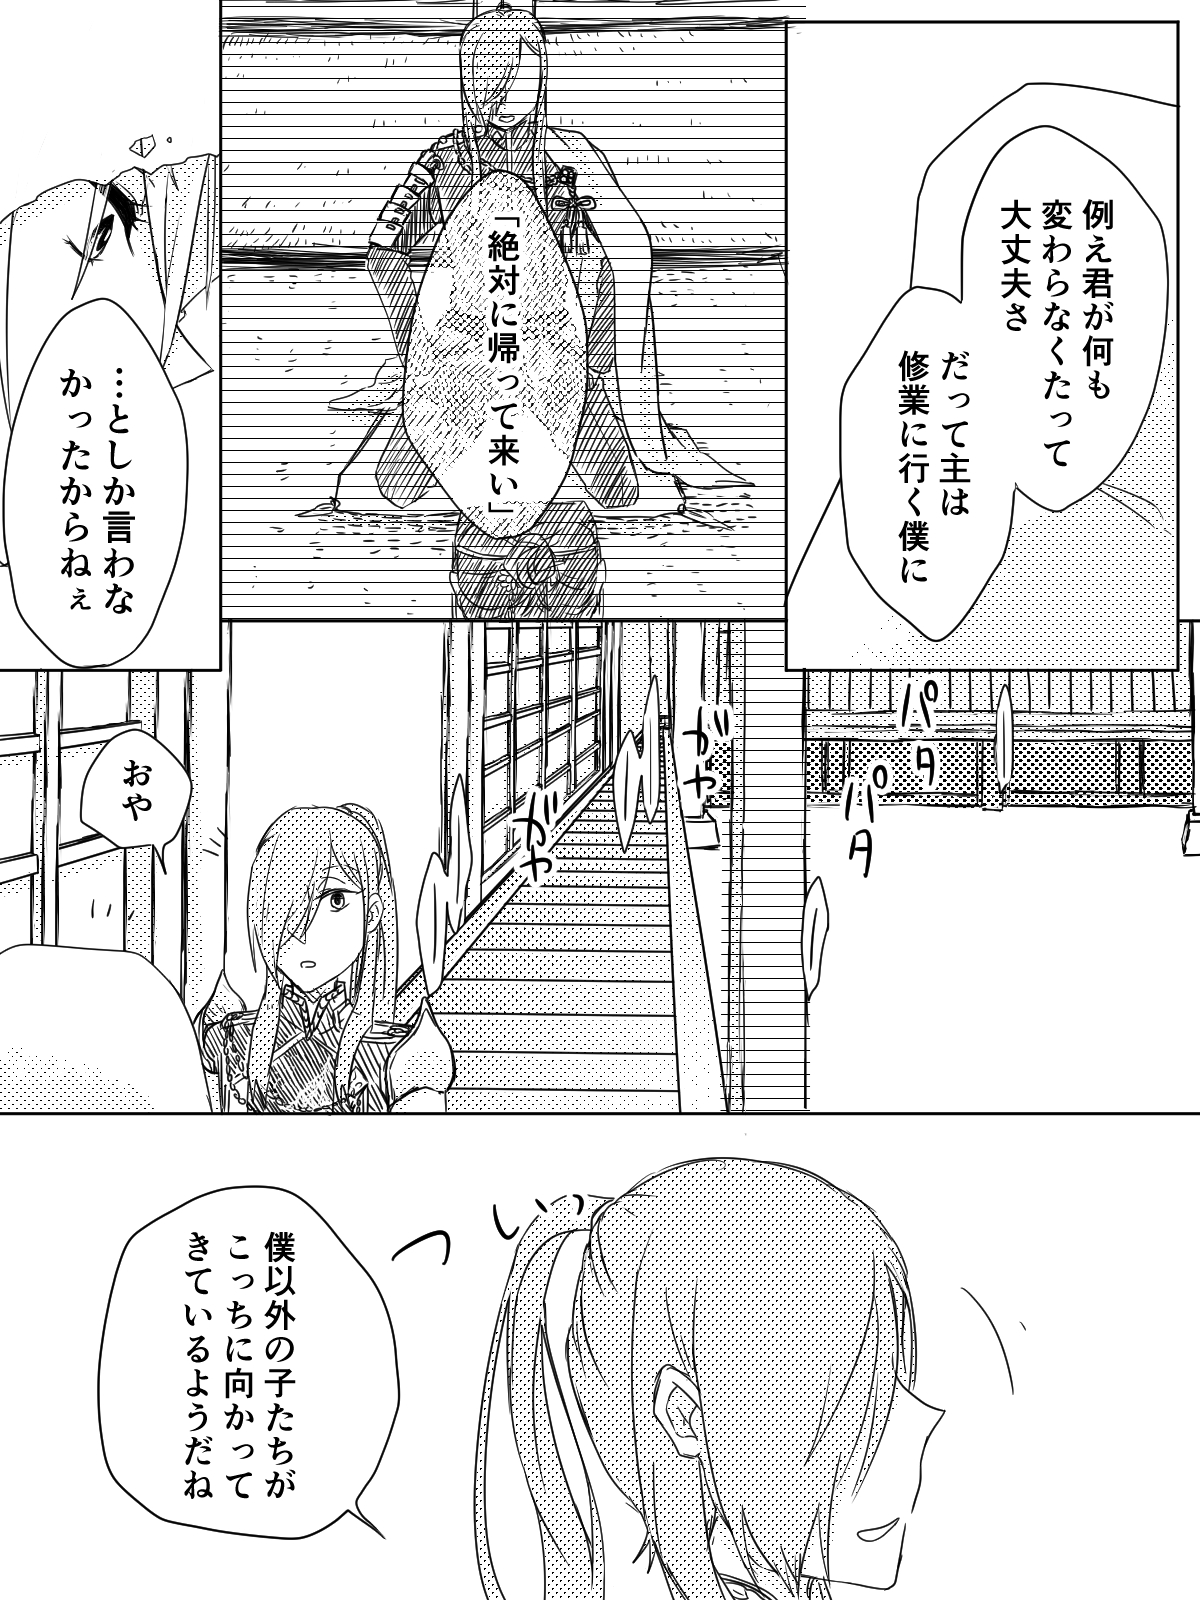 例え君が何も
変わらなくたって
大丈夫さ
だって主は
修業に行く僕に
「絶対に帰って来い」
…としか言わな
かったからねぇ
パタ
パタ
がや
がや
おや
いっ
つ
僕以外の子たちが
こっちに向かって
きているようだね